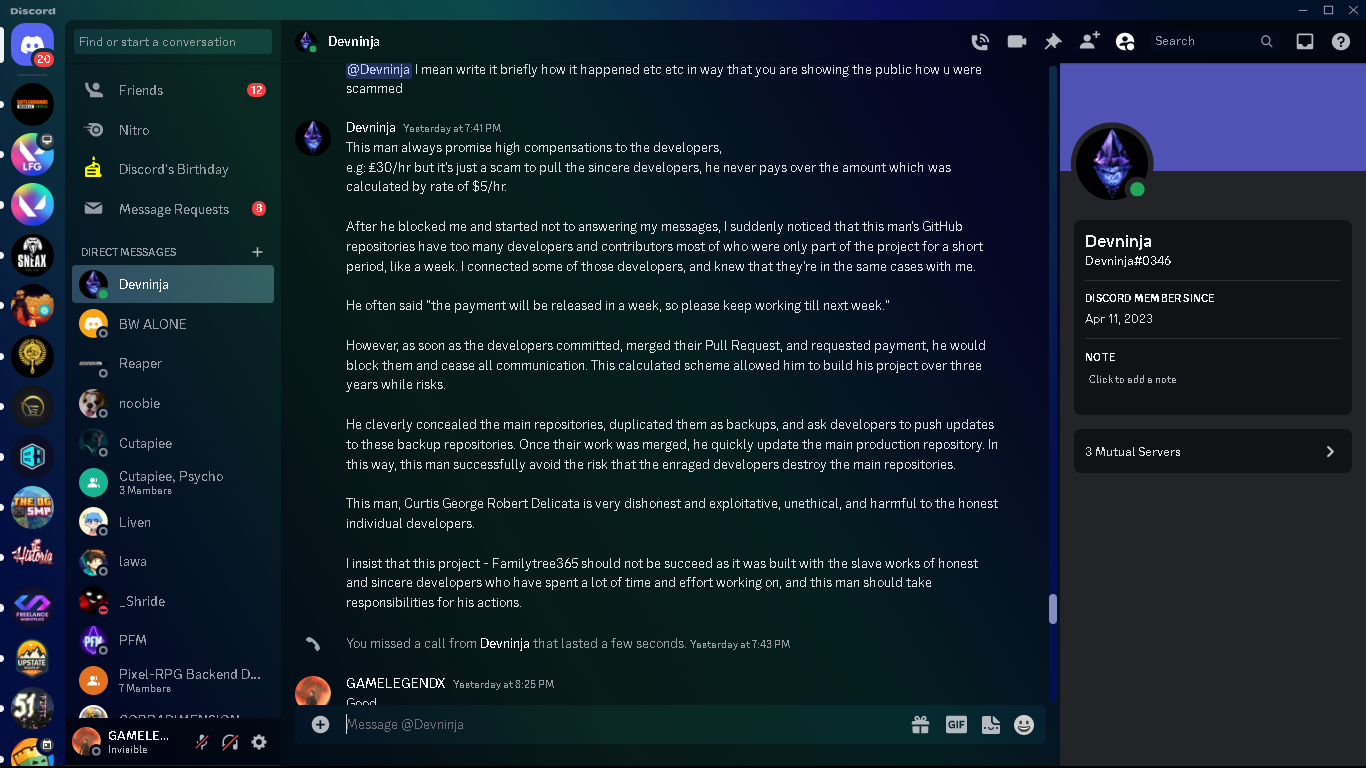 Discord
Find or start a conversation
Devninja
Search
20
Friends
12
Nitro
Discord's Birthday
Message Requests
8
DIRECT MESSAGES
Devninja
BW ALONE
Reaper
noobie
Cutapiee
Cutapiee, Psycho
3 Members
Liven
lawa
_Shride
PFM
Pixel-RPG Backend D...
7 Members
CORRADIMENSION
GAMELE...
Invisible
LFG
SNEAX
THE OG
SMP
Historia
FREELANCE
MARKETPLACE
UPSTATE
ROLEPLAY
51
@Devninja I mean write it briefly how it happened etc etc in way that you are showing the public how u were
scammed
Devninja Yesterday at 7:41 PM
This man always promise high compensations to the developers,
e.g: £30/hr but it's just a scam to pull the sincere developers, he never pays over the amount which was
calculated by rate of $5/hr.
After he blocked me and started not to answering my messages, I suddenly noticed that this man's GitHub
repositories have too many developers and contributors most of who were only part of the project for a short
period, like a week. I connected some of those developers, and knew that they're in the same cases with me.
He often said "the payment will be released in a week, so please keep working till next week."
However, as soon as the developers committed, merged their Pull Request, and requested payment, he would
block them and cease all communication. This calculated scheme allowed him to build his project over three
years while risks.
He cleverly concealed the main repositories, duplicated them as backups, and ask developers to push updates
to these backup repositories. Once their work was merged, he quickly update the main production repository. In
this way, this man successfully avoid the risk that the enraged developers destroy the main repositories.
This man, Curtis George Robert Delicata is very dishonest and exploitative, unethical, and harmful to the honest
individual developers.
I insist that this project - Familytree365 should not be succeed as it was built with the slave works of honest
and sincere developers who have spent a lot of time and effort working on, and this man should take
responsibilities for his actions.
You missed a call from Devninja that lasted a few seconds. Yesterday at 7:43 PM
GAMELEGENDX Yesterday at 8:25 PM
Good
Message @Devninja
GIF
Devninja
Devninja#0346
DISCORD MEMBER SINCE
Apr 11, 2023
NOTE
Click to add a note
3 Mutual Servers